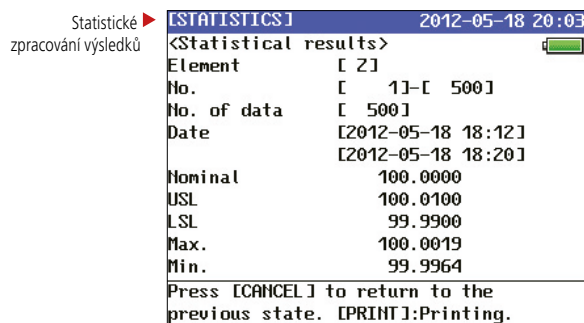 Statistické
zpracování výsledků
[STATISTICS] 2012-05-18 20:03
<Statistical results>
Element [ Z]
No. [ 1]-[ 500]
No. of data [ 500]
Date [2012-05-18 18:12]
[2012-05-18 18:20]
Nominal 100.0000
USL 100.0100
LSL 99.9900
Max. 100.0019
Min. 99.9964
Press [CANCEL] to return to the
previous state. [PRINT]:Printing.